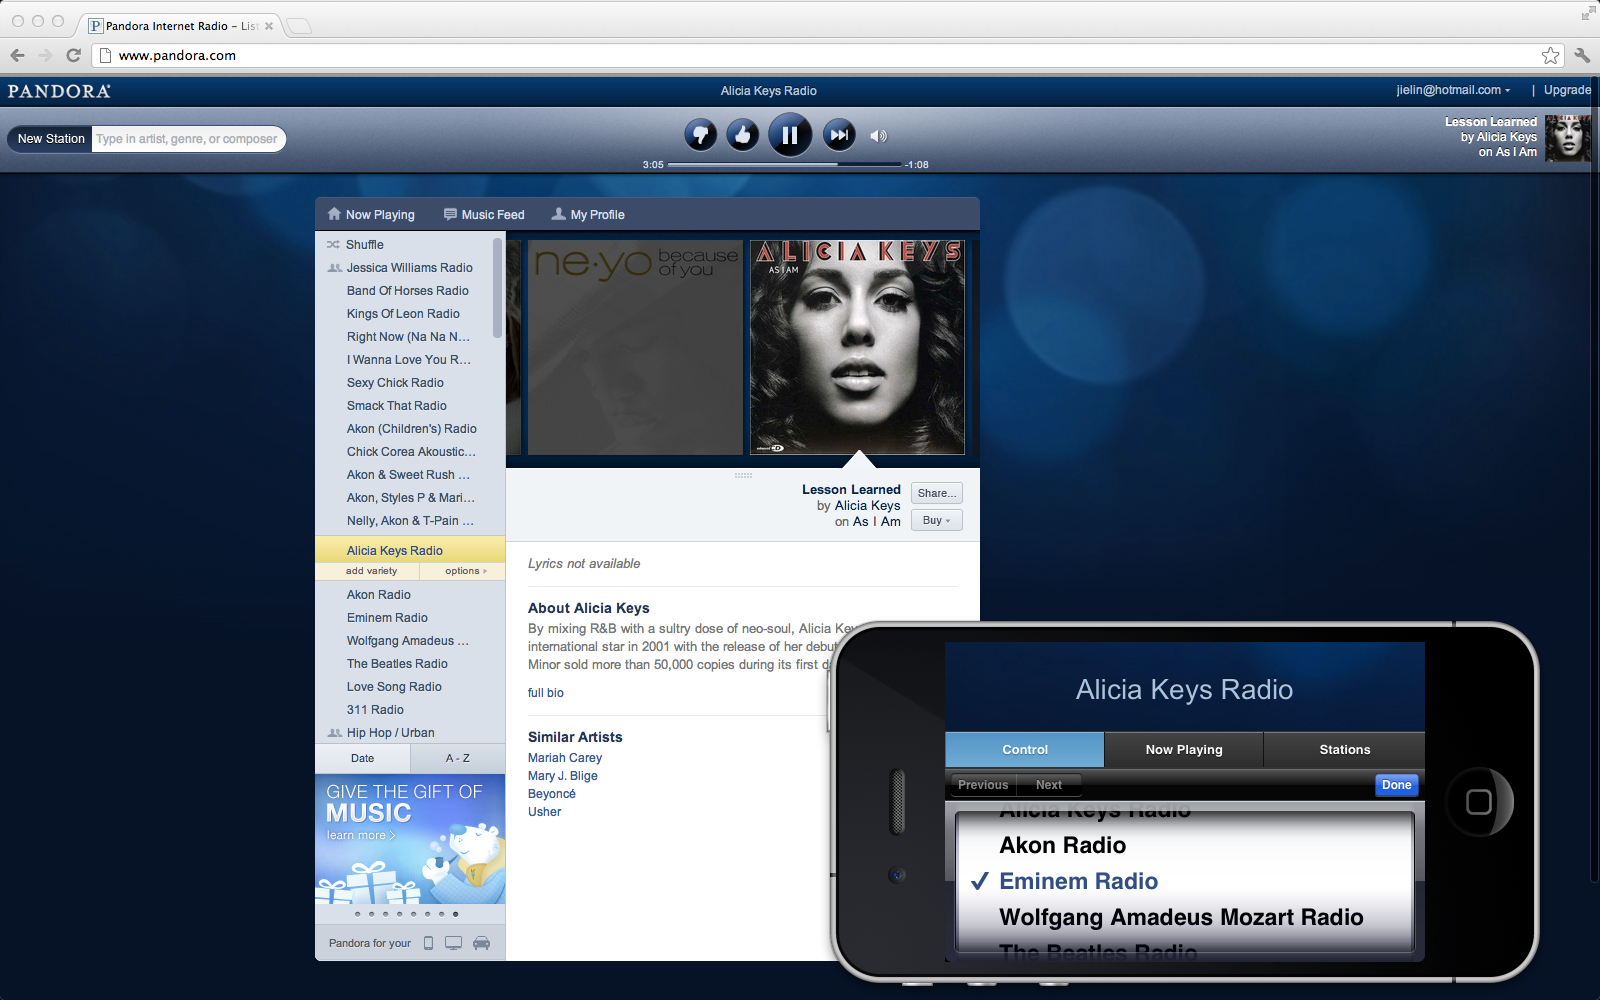 Pandora Internet Radio – List
www.pandora.com
PANDORA
Alicia Keys Radio
jielin@hotmail.com
| Upgrade
New Station
Type in artist, genre, or composer
3:05
-1:08
Lesson Learned
by Alicia Keys
on As I Am
Now Playing
Music Feed
My Profile
Shuffle
Jessica Williams Radio
Band Of Horses Radio
Kings Of Leon Radio
Right Now (Na Na N...
I Wanna Love You R...
Sexy Chick Radio
Smack That Radio
Akon (Children's) Radio
Chick Corea Akoustic...
Akon & Sweet Rush ...
Akon, Styles P & Mari...
Nelly, Akon & T-Pain ...
Alicia Keys Radio
add variety
options
Akon Radio
Eminem Radio
Wolfgang Amadeus ...
The Beatles Radio
Love Song Radio
311 Radio
Hip Hop / Urban
Date
A - Z
GIVE THE GIFT OF
MUSIC
learn more >
Pandora for your
ne·yo
because
of you
ALICIA KEYS
AS I AM
Lesson Learned
by Alicia Keys
on As I Am
Share...
Buy
Lyrics not available
About Alicia Keys
By mixing R&B with a sultry dose of neo-soul, Alicia Key
international star in 2001 with the release of her debut
Minor sold more than 50,000 copies during its first da
full bio
Similar Artists
Mariah Carey
Mary J. Blige
Beyoncé
Usher
Alicia Keys Radio
Control
Now Playing
Stations
Previous
Next
Done
Alicia Keys Radio
Akon Radio
✓ Eminem Radio
Wolfgang Amadeus Mozart Radio
The Beatles Radio